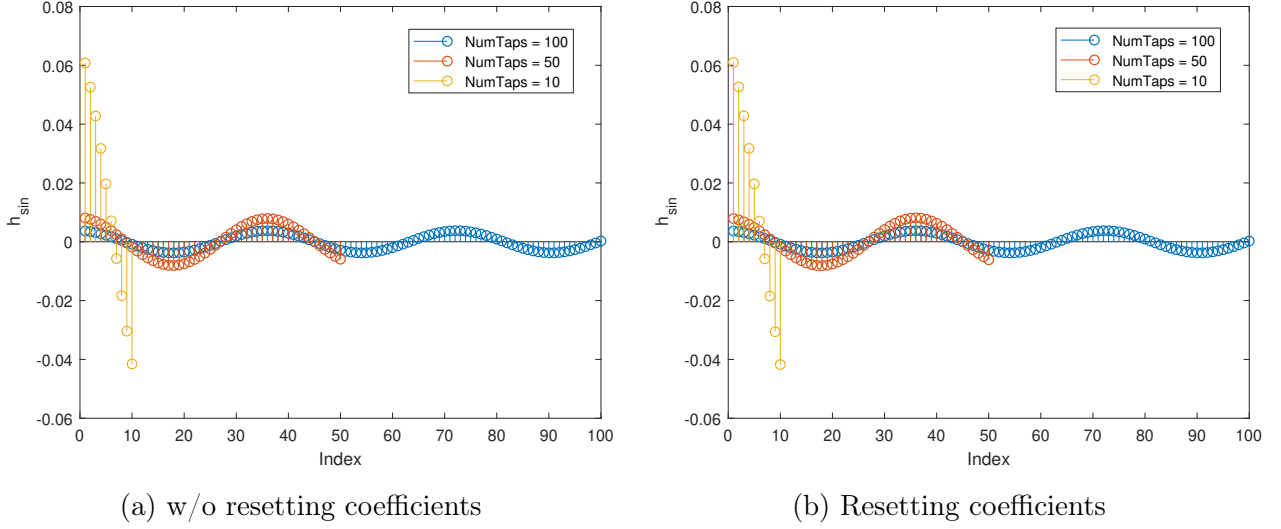 0.08
0.06
0.04
0.02
0
-0.02
-0.04
-0.06
h_sin
0 10 20 30 40 50 60 70 80 90 100
Index
NumTaps = 100
NumTaps = 50
NumTaps = 10
(a) w/o resetting coefficients
0.08
0.06
0.04
0.02
0
-0.02
-0.04
-0.06
h_sin
0 10 20 30 40 50 60 70 80 90 100
Index
NumTaps = 100
NumTaps = 50
NumTaps = 10
(b) Resetting coefficients